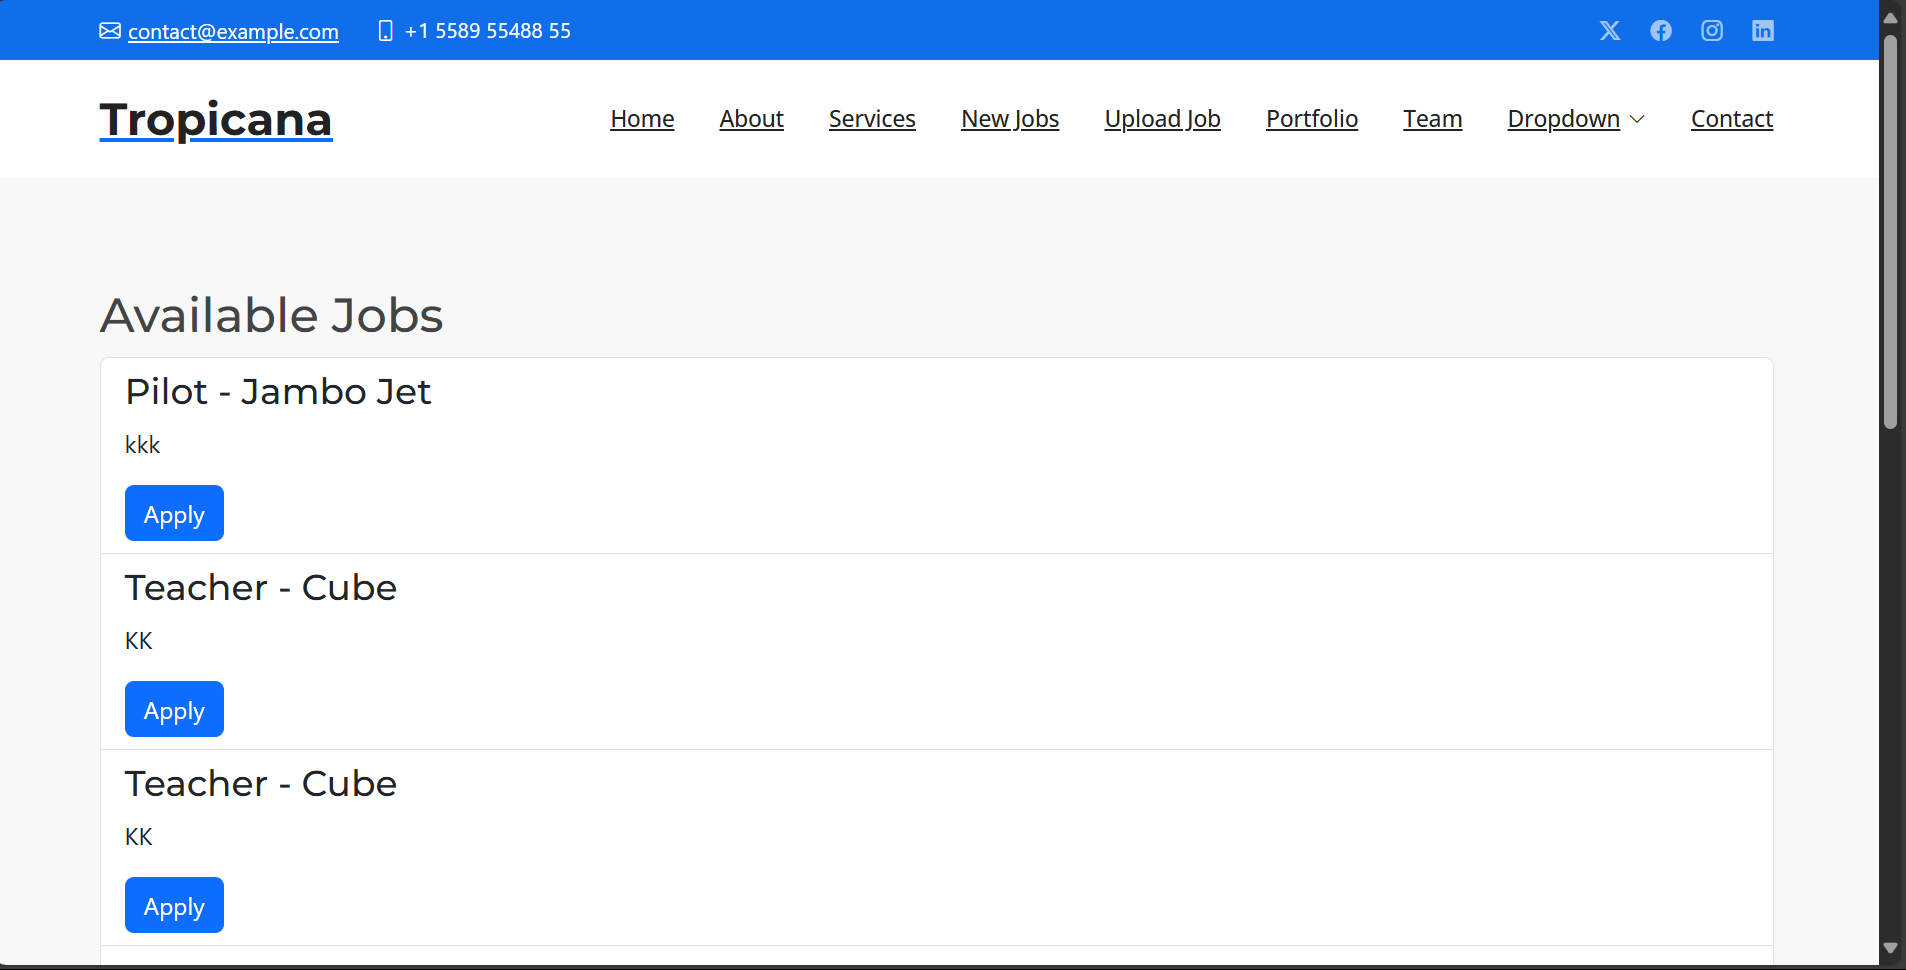 contact@example.com +1 5589 55488 55
Tropicana Home About Services New Jobs Upload Job Portfolio Team Dropdown Contact
Available Jobs
Pilot - Jambo Jet
kkk
Apply
Teacher - Cube
KK
Apply
Teacher - Cube
KK
Apply